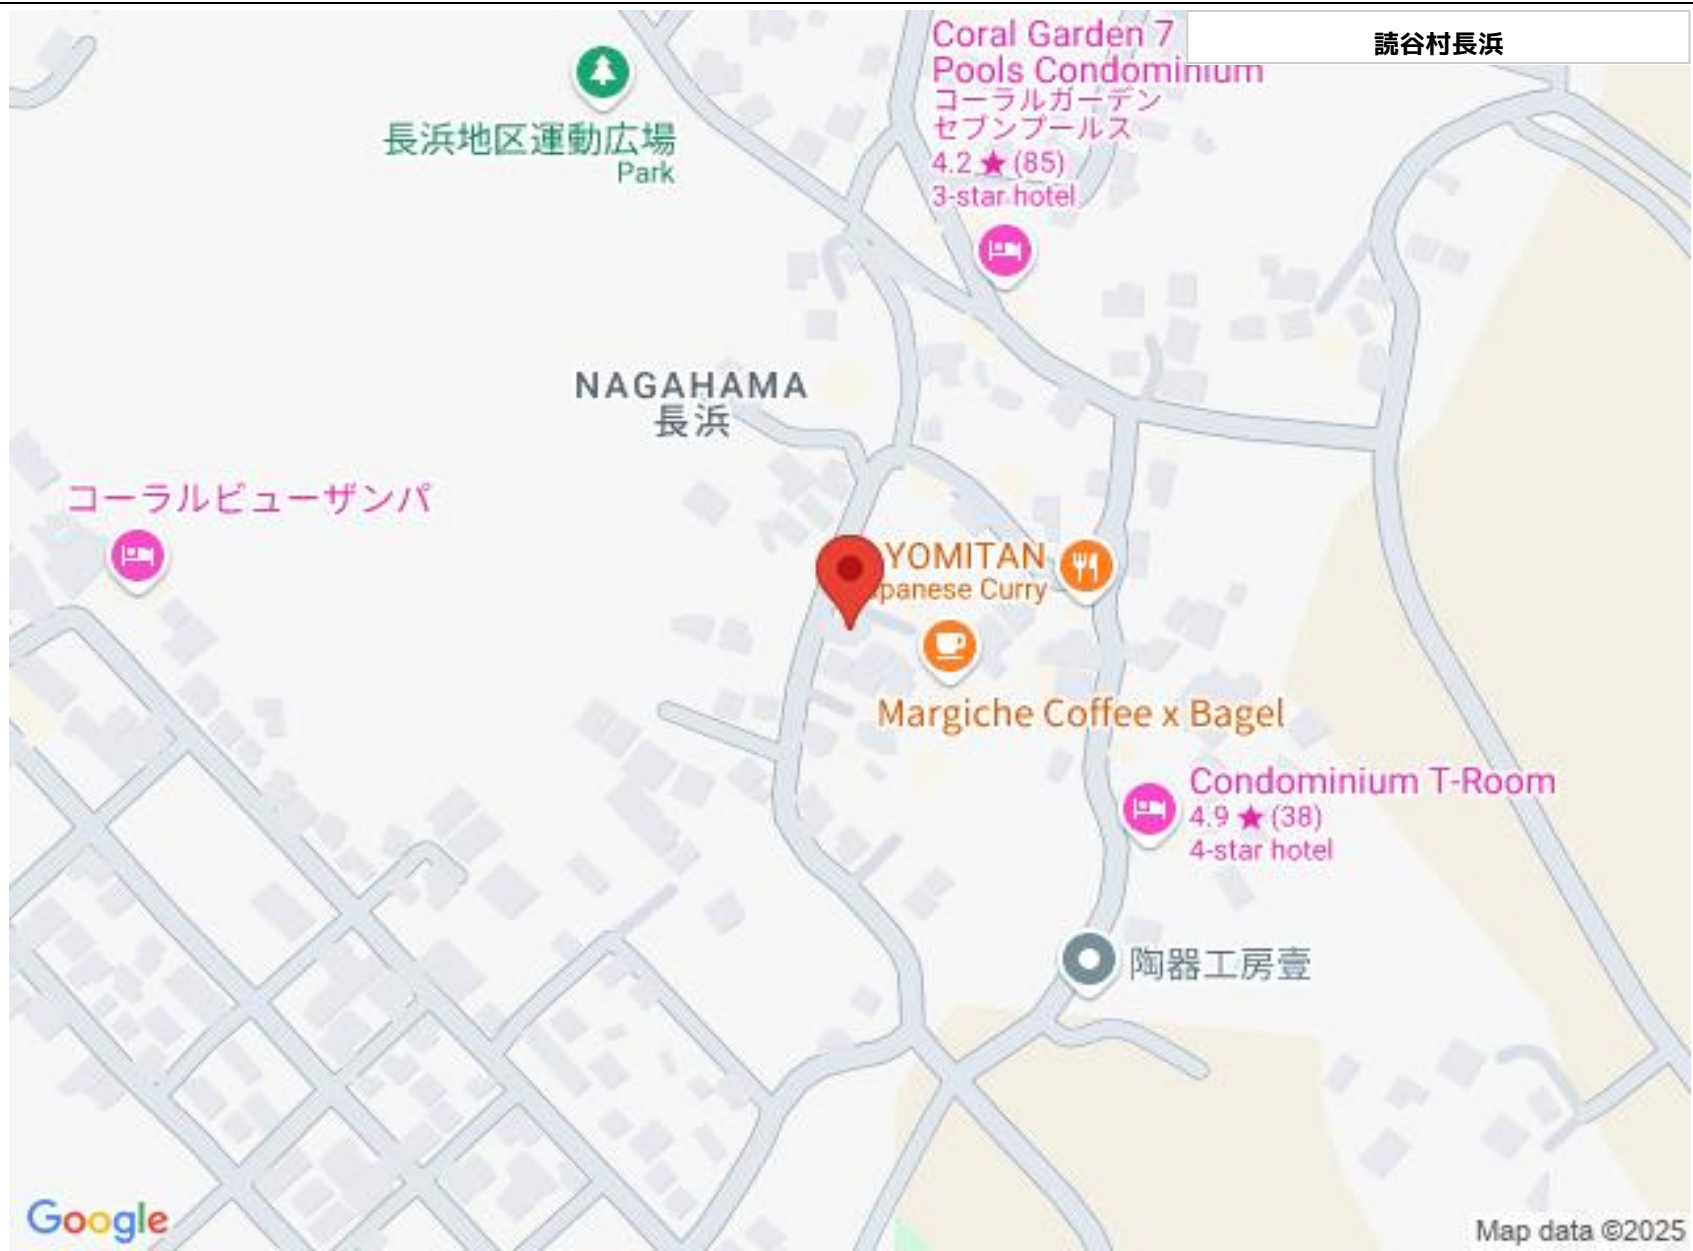 Coral Garden 7
Pools Condominium
コーラルガーデン
セブンプールス
4.2 ★ (85)
3-star hotel
読谷村長浜
長浜地区運動広場
Park
NAGAHAMA
長浜
コーラルビューザンパ
YOMITAN
panese Curry
Margiche Coffee x Bagel
Condominium T-Room
4.9 ★ (38)
4-star hotel
陶器工房壹
Google
Map data ©2025